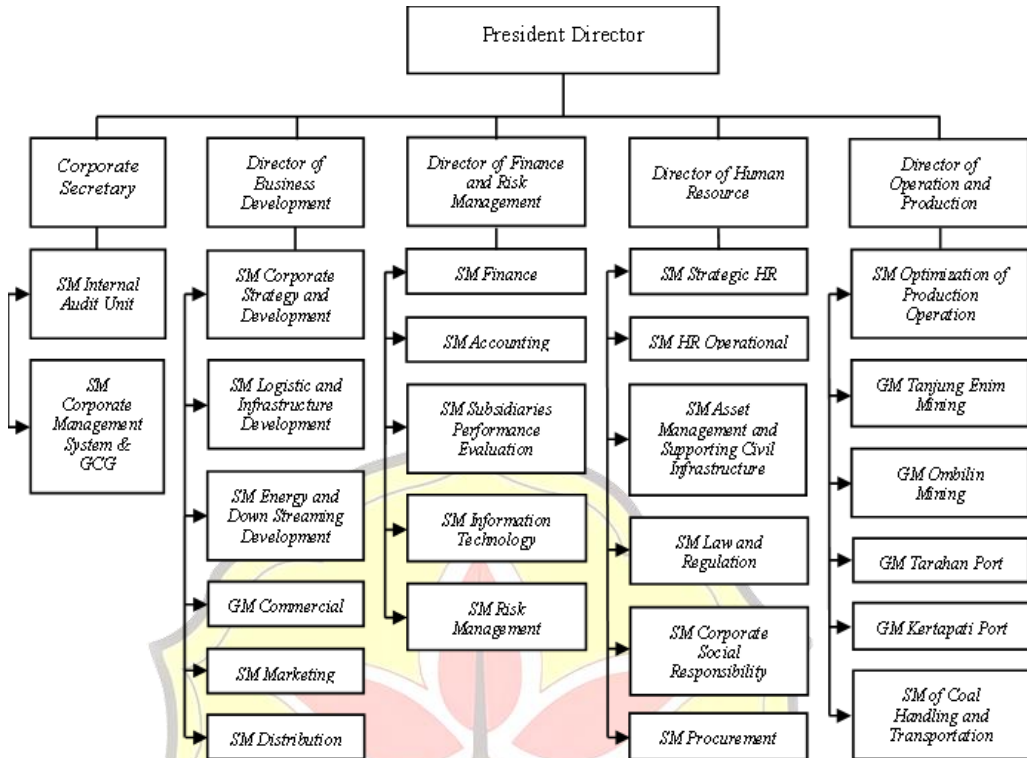 President Director
Corporate
Secretary
SM Internal
Audit Unit
SM
Corporate
Management
System &
GCG
Director of
Business
Development
SM Corporate
Strategy and
Development
SM Logistic and
Infrastructure
Development
SM Energy and
Down Streaming
Development
GM Commercial
SM Marketing
SM Distribution
Director of Finance
and Risk
Management
SM Finance
SM Accounting
SM Subsidiaries
Performance
Evaluation
SM Information
Technology
SM Risk
Management
Director of Human
Resource
SM Strategic HR
SM HR Operational
SM Asset
Management and
Supporting Civil
Infrastructure
SM Law and
Regulation
SM Corporate
Social
Responsibility
SM Procurement
Director of
Operation and
Production
SM Optimization of
Production
Operation
GM Tanjung Enim
Mining
GM Ombilin
Mining
GM Tarahan Port
GM Kertapati Port
SM of Coal
Handling and
Transportation